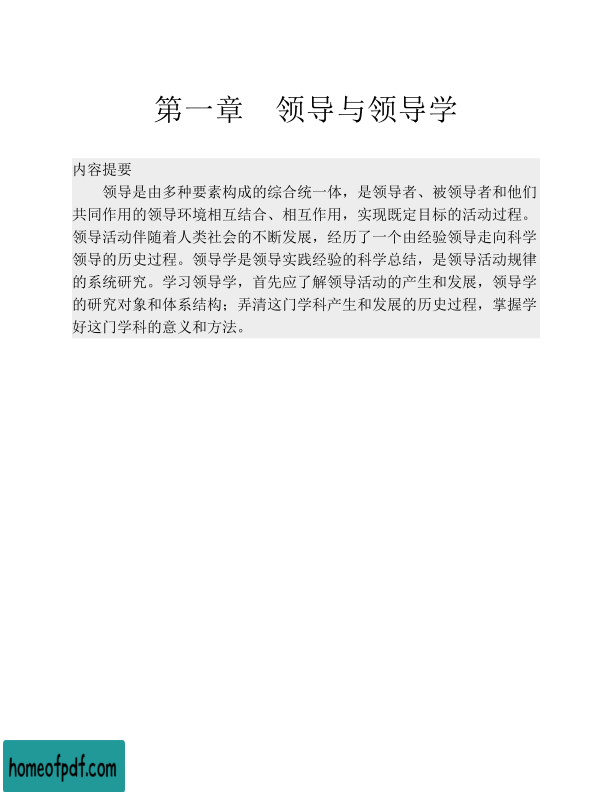 第一章　领导与领导学
内容提要
领导是由多种要素构成的综合统一体，是领导者、被领导者和他们
共同作用的领导环境相互结合、相互作用，实现既定目标的活动过程。
领导活动伴随着人类社会的不断发展，经历了一个由经验领导走向科学
领导的历史过程。领导学是领导实践经验的科学总结，是领导活动规律
的系统研究。学习领导学，首先应了解领导活动的产生和发展，领导学
的研究对象和体系结构；弄清这门学科产生和发展的历史过程，掌握学
好这门学科的意义和方法。
homeofpdf.com